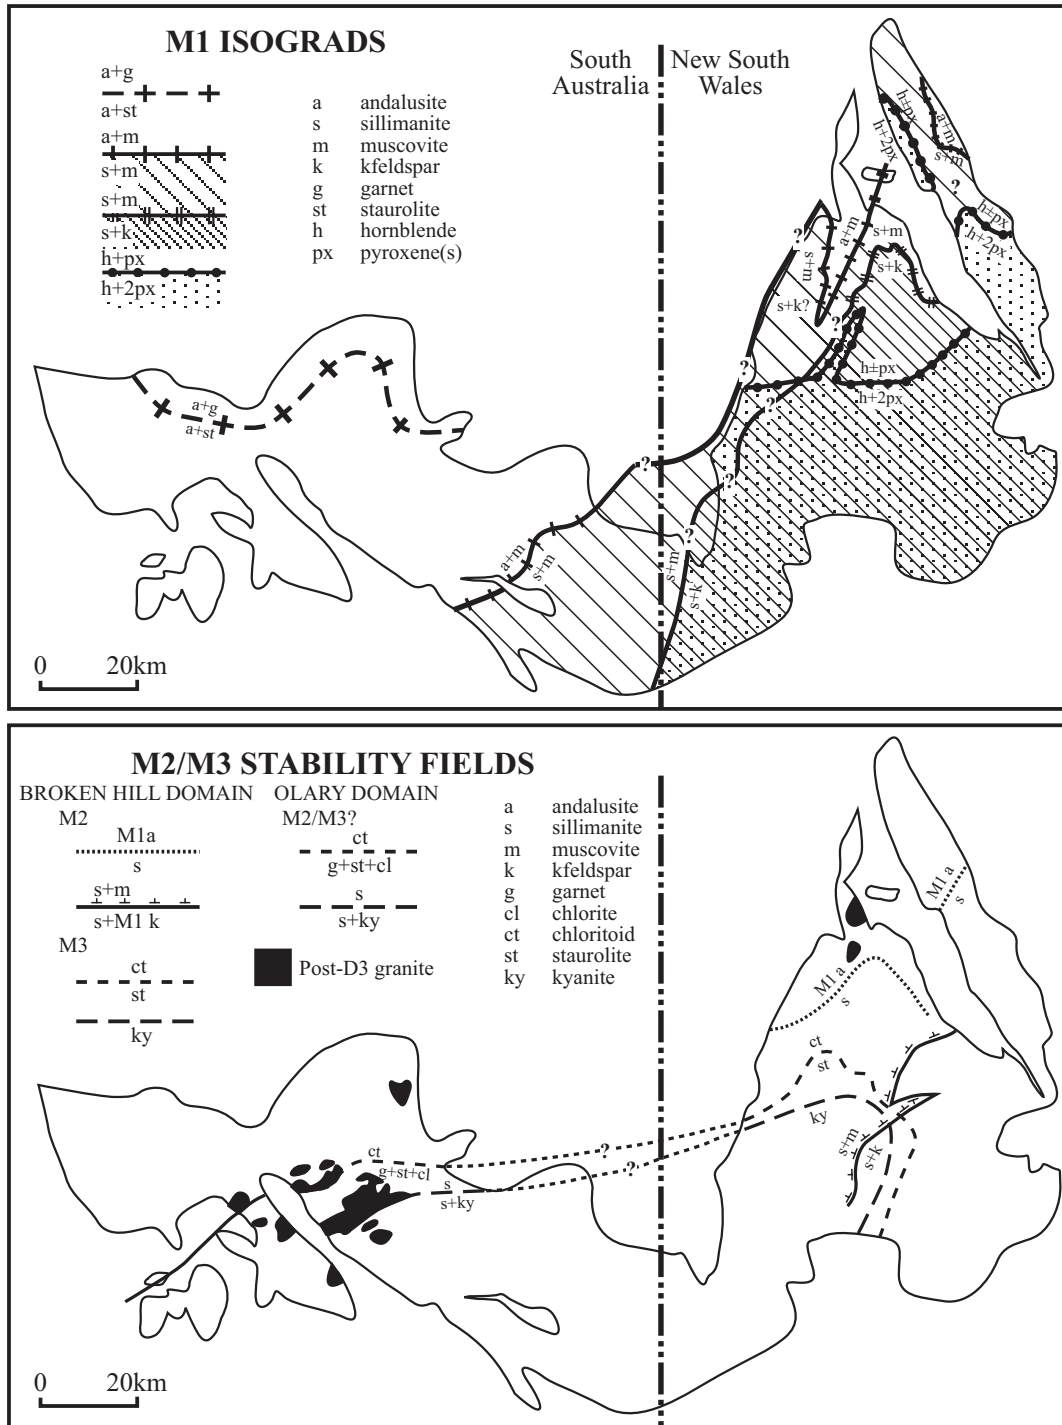 M1 ISOGRADS
a+g
a+st
a+m
s+m
s+m
s+k
h+px
h+2px
a andalusite
s sillimanite
m muscovite
k kfeldspar
g garnet
st staurolite
h hornblende
px pyroxene(s)
South Australia
New South Wales
h±px
h+2px
a+m
s+m
?
h±px
h+2px
?
s+m
a+m
s+m
s+k
s+k?
?
?
h±px
h+2px
?
a+g
a+st
?
?
?
a+m
s+m
s+m
s+k
0 20km
M2/M3 STABILITY FIELDS
BROKEN HILL DOMAIN
M2
M1a
s
s+m
s+M1 k
M3
ct
st
ky
OLARY DOMAIN
M2/M3?
ct
g+st+cl
s
s+ky
Post-D3 granite
a andalusite
s sillimanite
m muscovite
k kfeldspar
g garnet
cl chlorite
ct chloritoid
st staurolite
ky kyanite
M1 a
s
M1 a
s
ct
st
ky
s+m
s+k
?
?
ct
g+st+cl
s
s+ky
0 20km